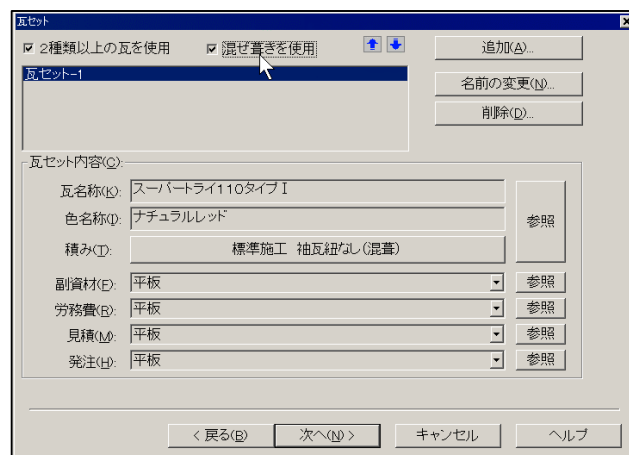 瓦セット
2種類以上の瓦を使用
混ぜ葺きを使用
追加(A)...
瓦セット-1
名前の変更(N)...
削除(D)...
瓦セット内容(C):
瓦名称(K): スーパートライ110タイプⅠ
色名称(I): ナチュラルレッド
参照
積み(T): 標準施工 袖瓦紐なし(混葺)
副資材(F): 平板 参照
労務費(R): 平板 参照
見積(M): 平板 参照
発注(H): 平板 参照
< 戻る(B) 次へ(N) > キャンセル ヘルプ